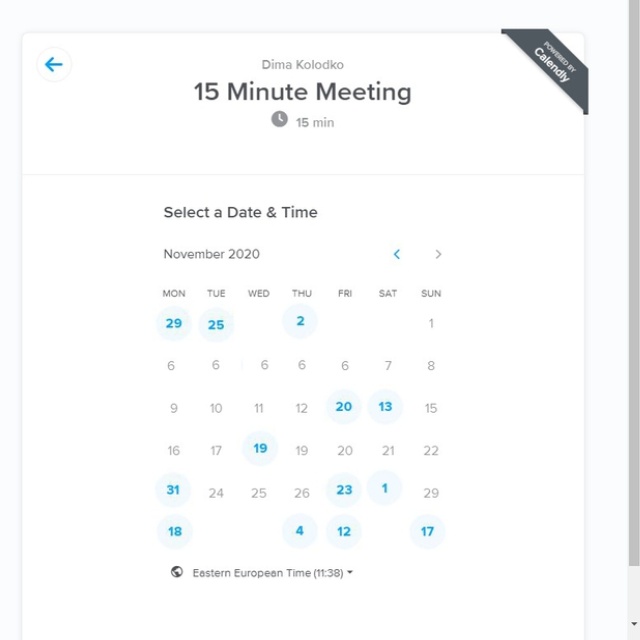 POWERED BY
Calendly
Dima Kolodko
15 Minute Meeting
15 min
Select a Date & Time
November 2020
MON TUE WED THU FRI SAT SUN
29 25 2 1
6 6 6 6 6 7 8
9 10 11 12 20 13 15
16 17 19 19 20 21 22
31 24 25 26 23 1 29
18 4 12 17
Eastern European Time (11:38)